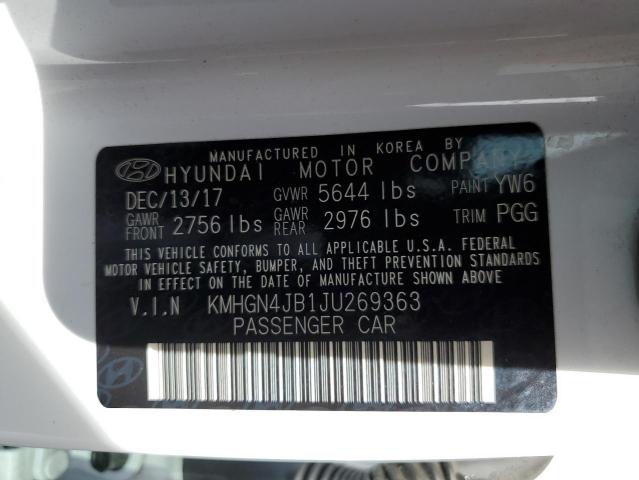 MANUFACTURED IN KOREA BY
HYUNDAI MOTOR COMPANY
DEC/13/17 GVWR 5644 lbs PAINT YW6
GAWR FRONT 2756 lbs GAWR REAR 2976 lbs TRIM PGG
THIS VEHICLE CONFORMS TO ALL APPLICABLE U.S.A. FEDERAL
MOTOR VEHICLE SAFETY, BUMPER, AND THEFT PREVENTION STANDARDS
IN EFFECT ON THE DATE OF MANUFACTURE SHOWN ABOVE.
V.I.N KMHGN4JB1JU269363
PASSENGER CAR